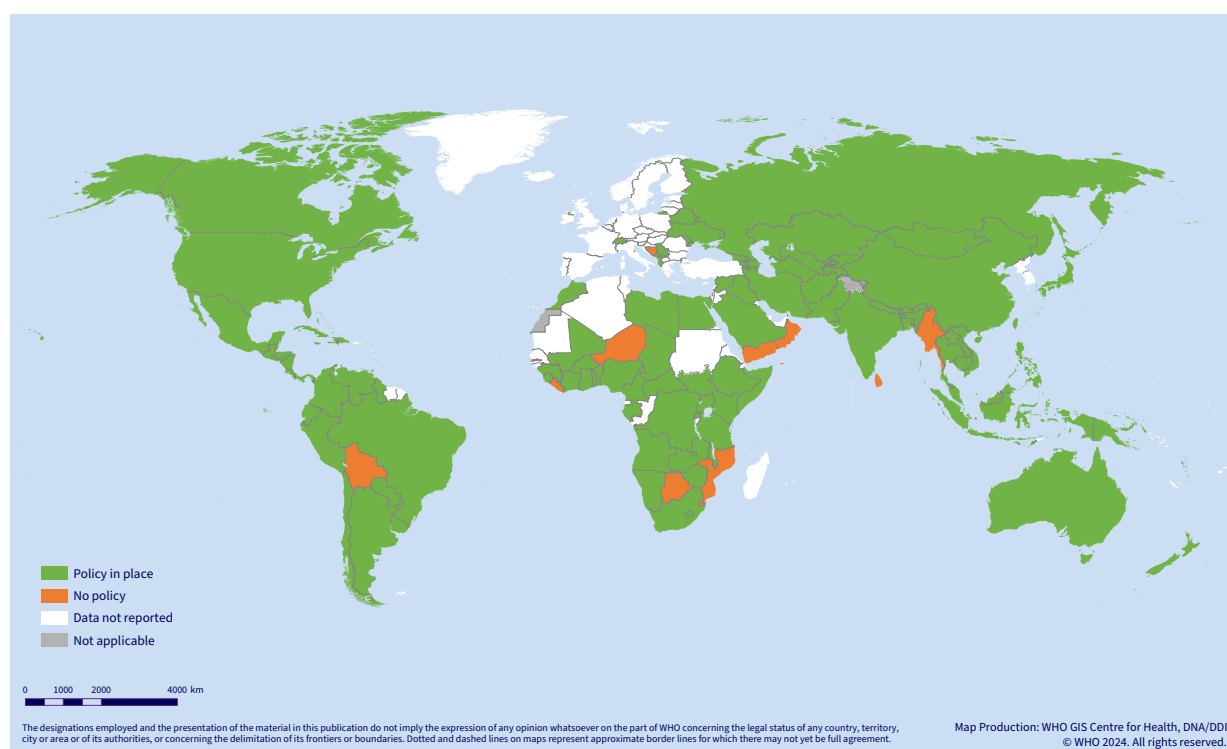 Policy in place
No policy
Data not reported
Not applicable
0 1000 2000 4000 km
The designations employed and the presentation of the material in this publication do not imply the expression of any opinion whatsoever on the part of WHO concerning the legal status of any country, territory,
city or area or of its authorities, or concerning the delimitation of its frontiers or boundaries. Dotted and dashed lines on maps represent approximate border lines for which there may not yet be full agreement.
Map Production: WHO GIS Centre for Health, DNA/DDI
© WHO 2024. All rights reserved.